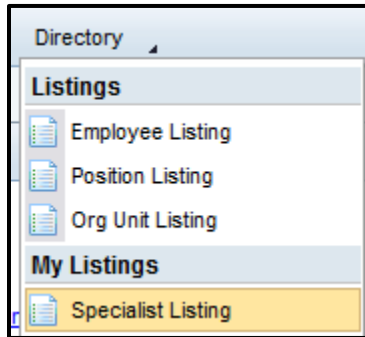 Directory
Listings
Employee Listing
Position Listing
Org Unit Listing
My Listings
Specialist Listing